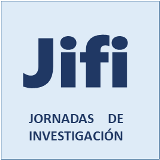 Jifi
JORNADAS DE
INVESTIGACIÓN